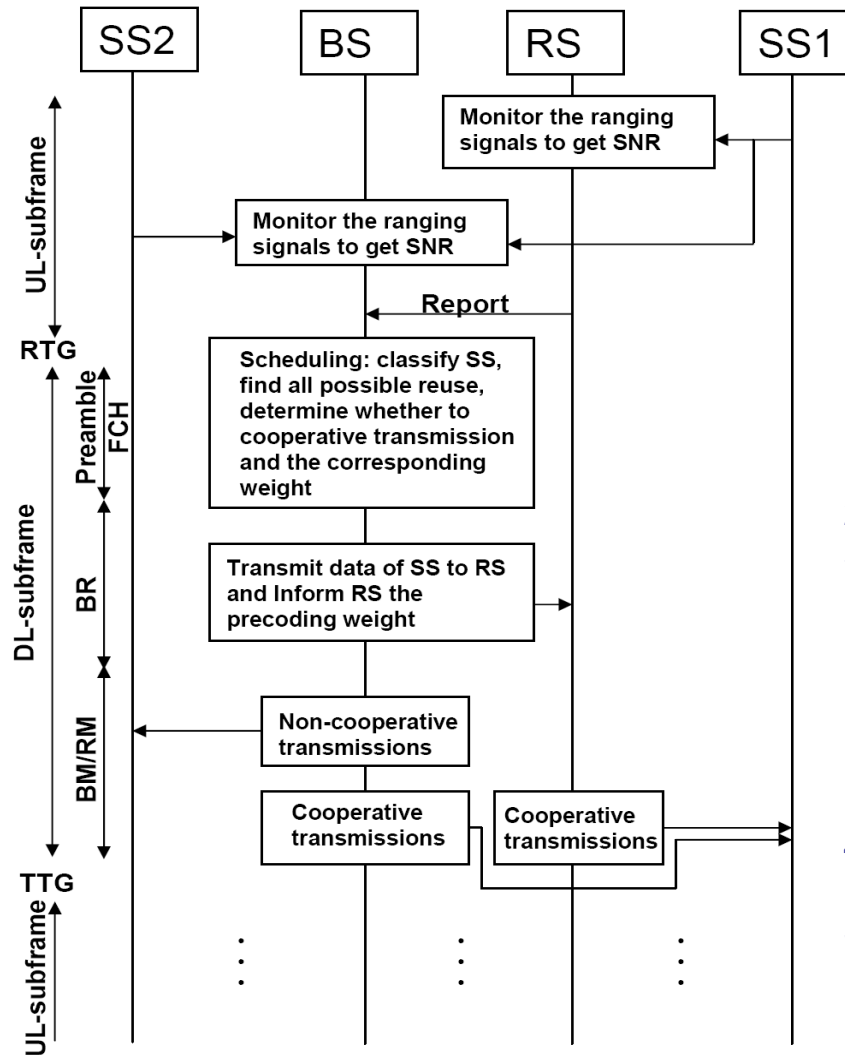 SS2
BS
RS
SS1
UL-subframe
Monitor the ranging
signals to get SNR
Monitor the ranging
signals to get SNR
Report
RTG
DL-subframe
Preamble
FCH
Scheduling: classify SS,
find all possible reuse,
determine whether to
cooperative transmission
and the corresponding
weight
BR
Transmit data of SS to RS
and Inform RS the
precoding weight
BM/RM
Non-cooperative
transmissions
Cooperative
transmissions
Cooperative
transmissions
TTG
UL-subframe